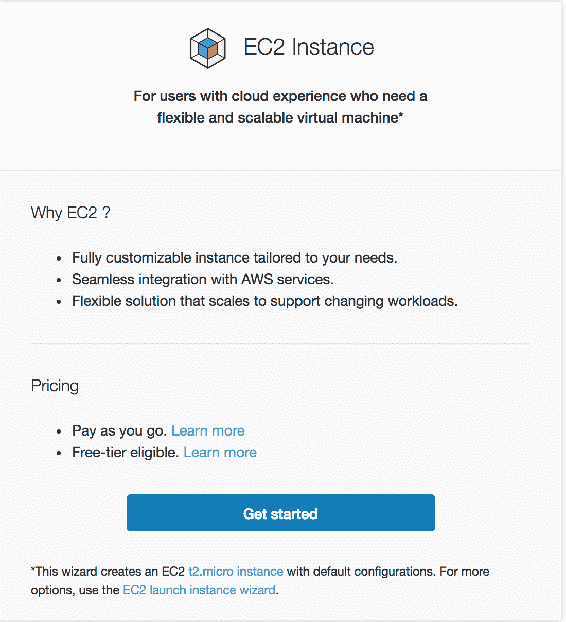 EC2 Instance
For users with cloud experience who need a
flexible and scalable virtual machine*
Why EC2 ?
• Fully customizable instance tailored to your needs.
• Seamless integration with AWS services.
• Flexible solution that scales to support changing workloads.
Pricing
• Pay as you go. Learn more
• Free-tier eligible. Learn more
Get started
*This wizard creates an EC2 t2.micro instance with default configurations. For more
options, use the EC2 launch instance wizard.